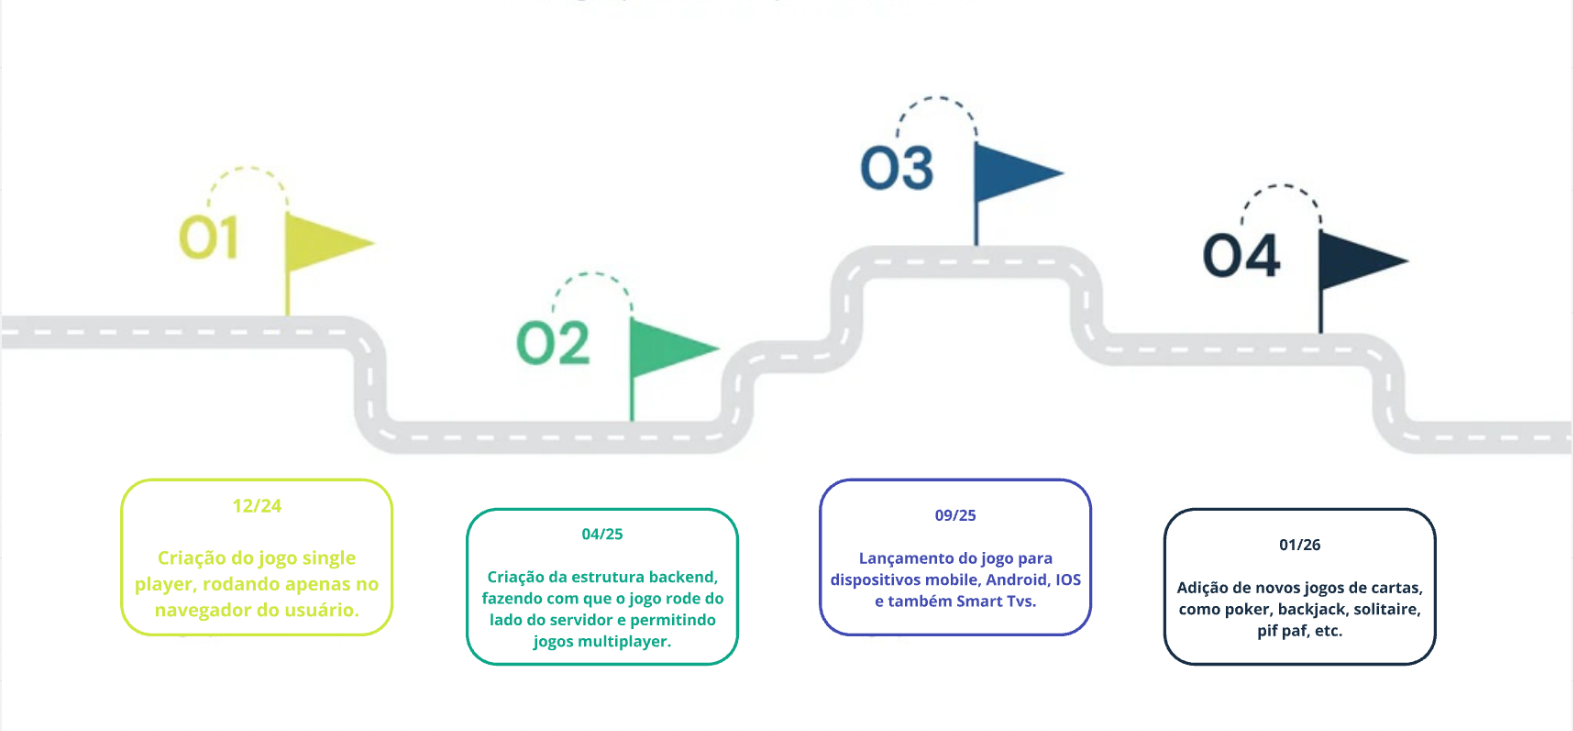 01
02
03
04
12/24
Criação do jogo single
player, rodando apenas no
navegador do usuário.
04/25
Criação da estrutura backend,
fazendo com que o jogo rode do
lado do servidor e permitindo
jogos multiplayer.
09/25
Lançamento do jogo para
dispositivos mobile, Android, IOS
e também Smart Tvs.
01/26
Adição de novos jogos de cartas,
como poker, backjack, solitaire,
pif paf, etc.